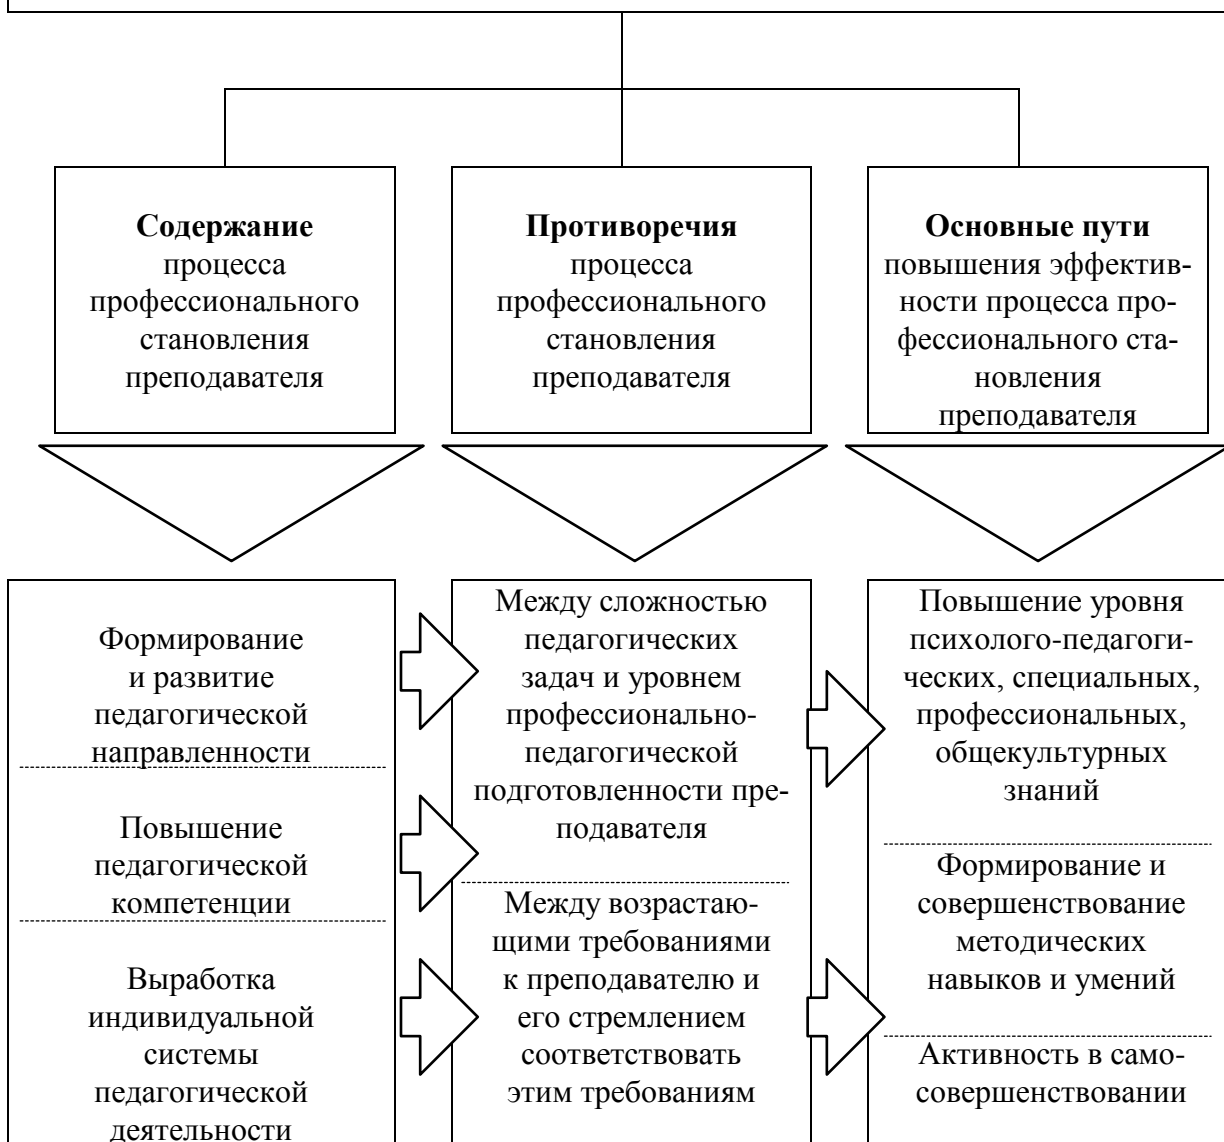 Содержание
процесса
профессионального
становления
преподавателя
Противоречия
процесса
профессионального
становления
преподавателя
Основные пути
повышения эффектив-
ности процесса про-
фессионального ста-
новления
преподавателя
Формирование
и развитие
педагогической
направленности
Повышение
педагогической
компетенции
Выработка
индивидуальной
системы
педагогической
деятельности
Между сложностью
педагогических
задач и уровнем
профессионально-
педагогической
подготовленности пре-
подавателя
Между возрастаю-
щими требованиями
к преподавателю и
его стремлением
соответствовать
этим требованиям
Повышение уровня
психолого-педагоги-
ческих, специальных,
профессиональных,
общекультурных
знаний
Формирование и
совершенствование
методических
навыков и умений
Активность в само-
совершенствовании